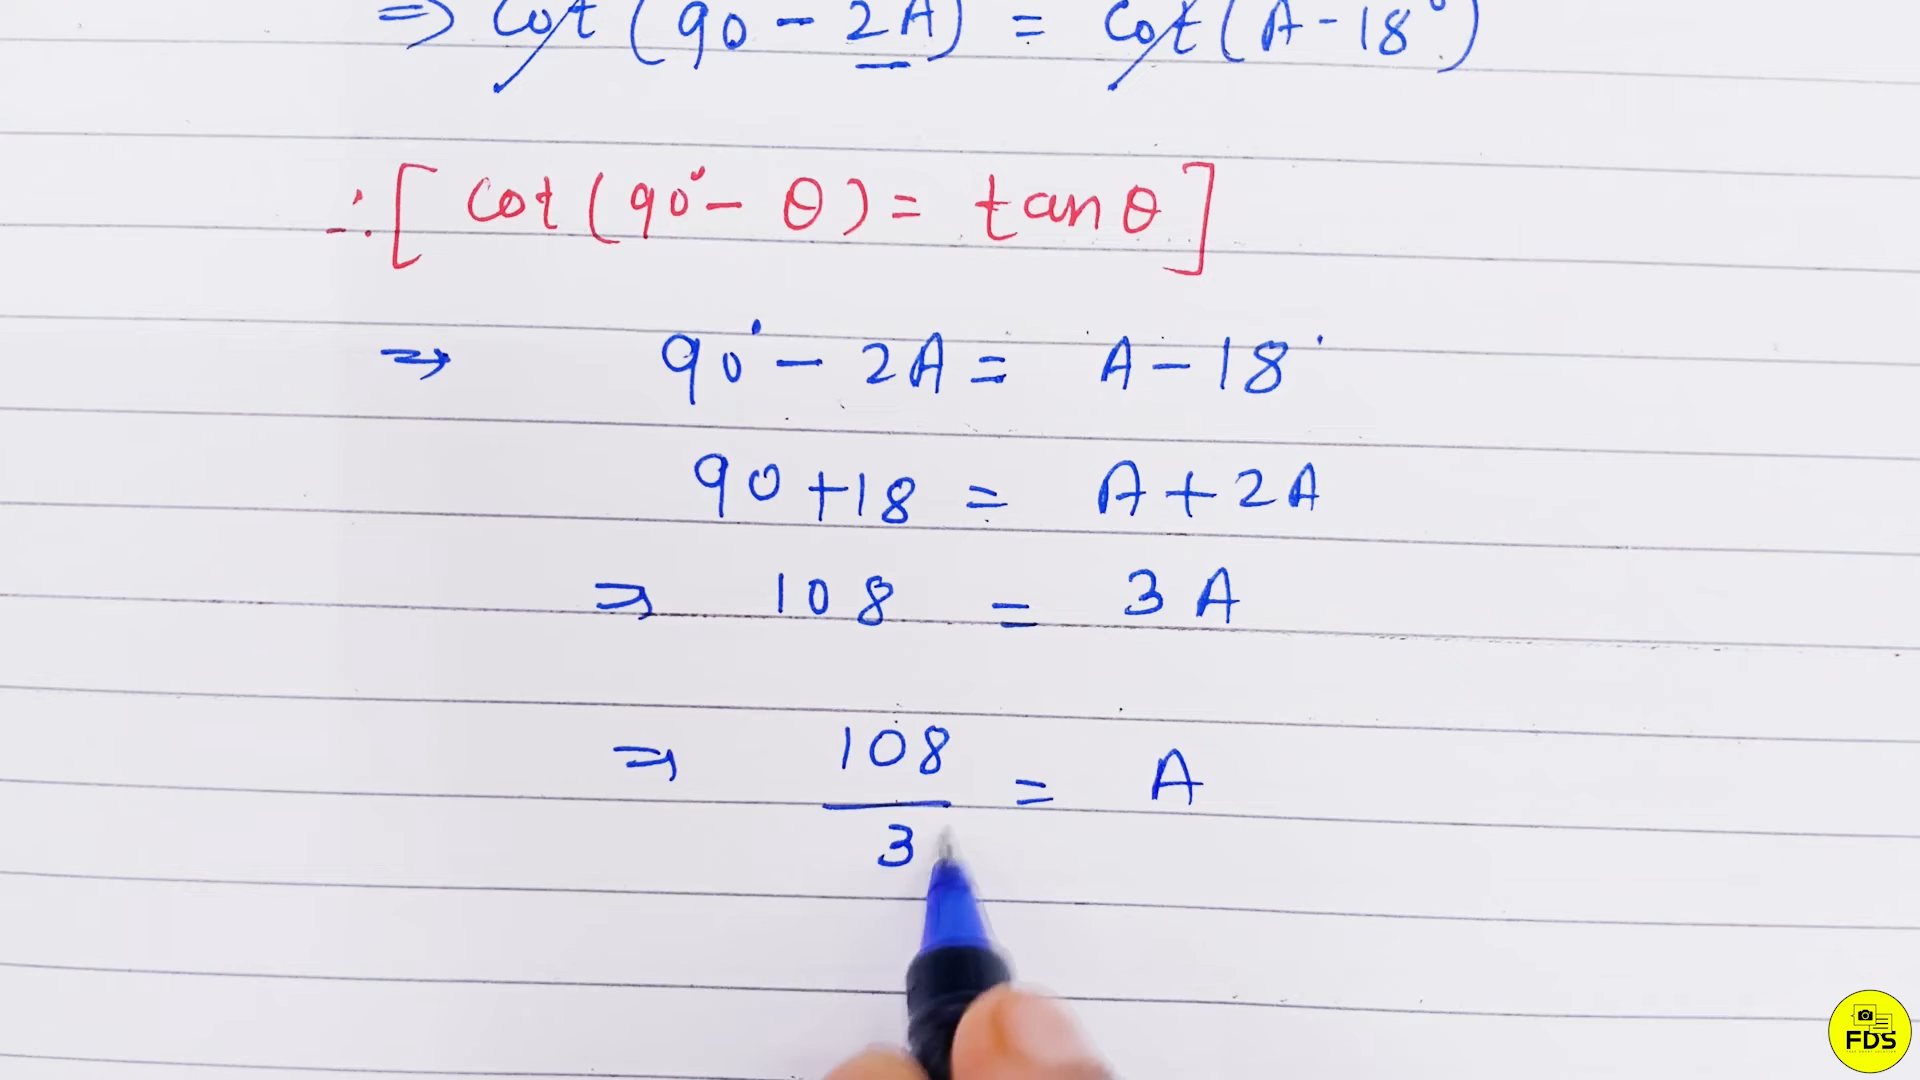 ⇒ cot (90 - 2A) = cot (A - 18°)
∴ [cot (90° - θ) = tan θ]
⇒ 90° - 2A = A - 18°
90 + 18 = A + 2A
⇒ 108 = 3A
⇒ 108/3 = A
FDS